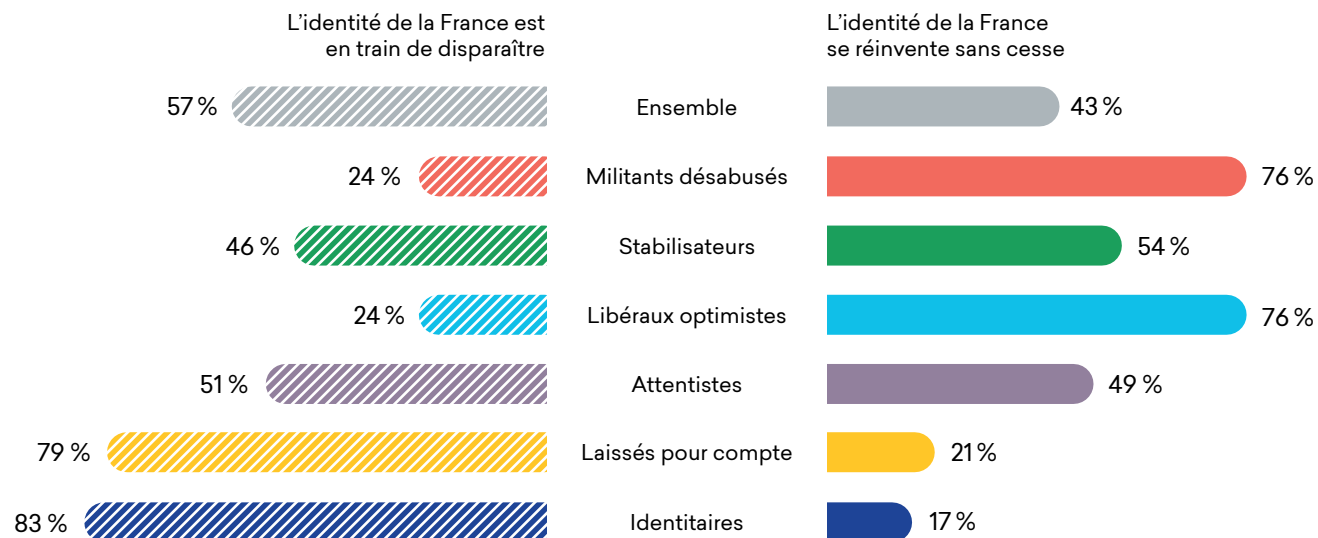 L’identité de la France est
en train de disparaître
L’identité de la France
se réinvente sans cesse
57 % Ensemble 43 %
24 % Militants désabusés 76 %
46 % Stabilisateurs 54 %
24 % Libéraux optimistes 76 %
51 % Attentistes 49 %
79 % Laissés pour compte 21 %
83 % Identitaires 17 %